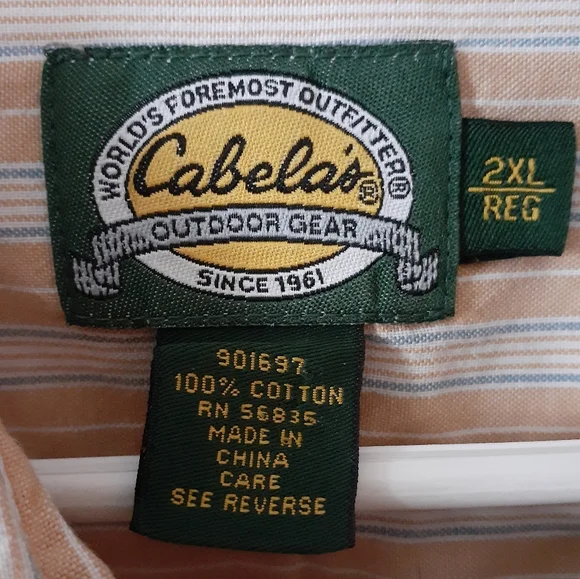 WORLD'S FOREMOST OUTFITTER®
Cabela's®
OUTDOOR GEAR
SINCE 1961
2XL
REG
901697
100% COTTON
RN 56835
MADE IN
CHINA
CARE
SEE REVERSE